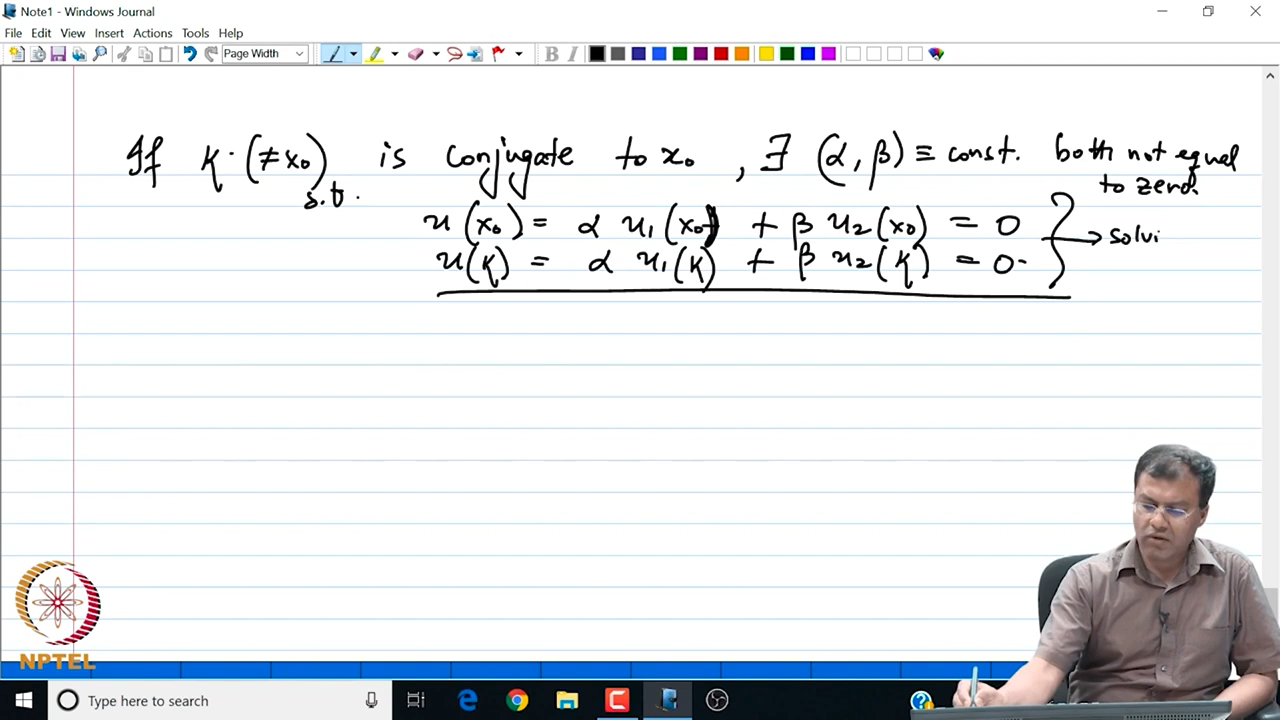 Note1 - Windows Journal
File Edit View Insert Actions Tools Help
Page Width
B I
If K (≠x₀) is conjugate to x₀, ∃ (α, β) ≡ const. both not equal
s.t. to zero.
u(x₀) = α u₁(x₀) + β u₂(x₀) = 0
→ solvi
u(K) = α u₁(K) + β u₂(K) = 0.
NPTEL
Type here to search